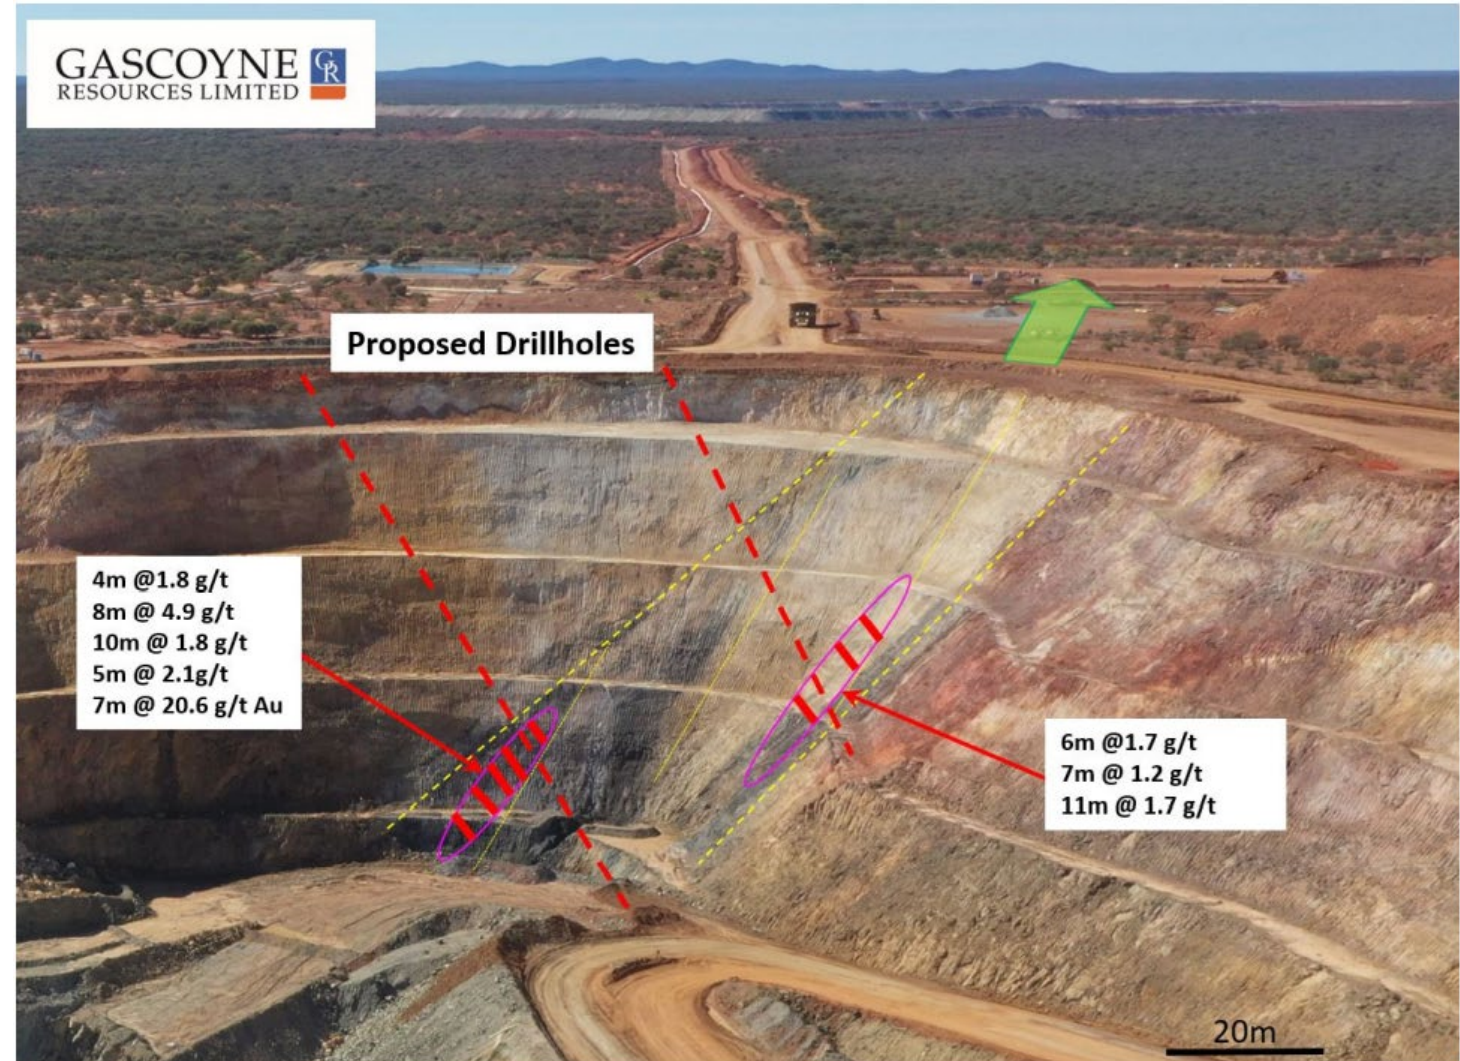 GASCOYNE GR
RESOURCES LIMITED
Proposed Drillholes
4m @1.8 g/t
8m @ 4.9 g/t
10m @ 1.8 g/t
5m @ 2.1g/t
7m @ 20.6 g/t Au
6m @1.7 g/t
7m @ 1.2 g/t
11m @ 1.7 g/t
20m